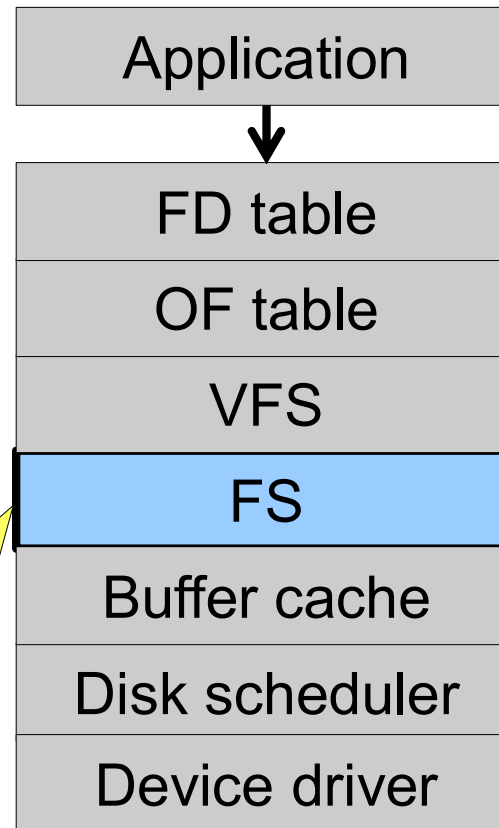 Application
FD table
OF table
VFS
FS
Buffer cache
Disk scheduler
Device driver